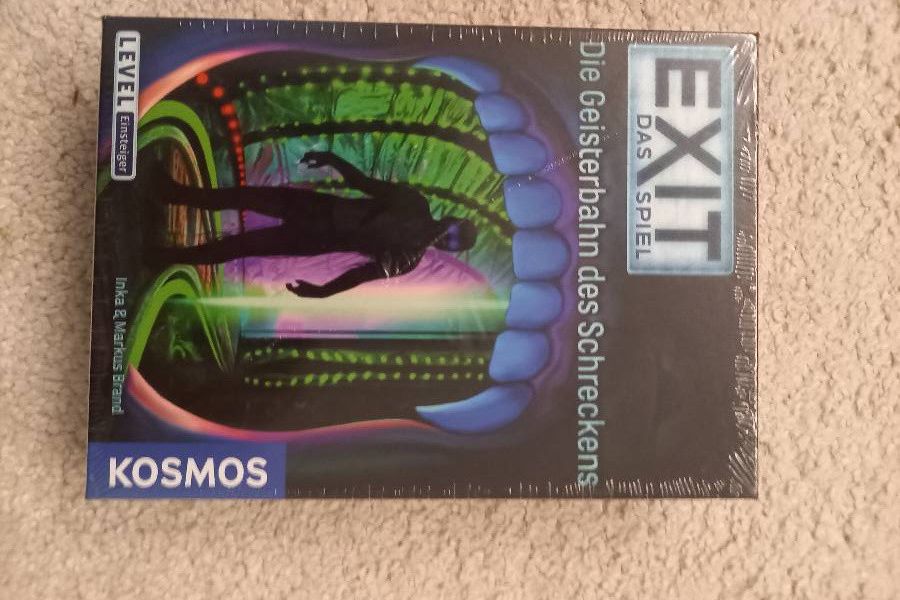 EXIT
DAS SPIEL
Die Geisterbahn des Schreckens
LEVEL Einsteiger
Inka & Markus Brand
KOSMOS